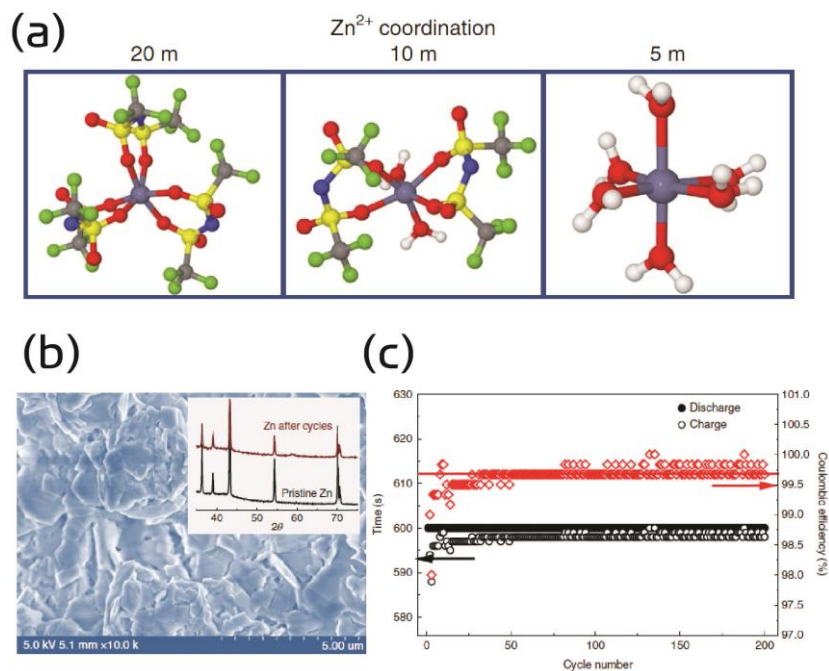 (a)
Zn²⁺ coordination
20 m
10 m
5 m
(b)
Zn after cycles
Pristine Zn
40
50
60
70
2θ
5.0 kV 5.1 mm ×10.0 k
5.00 um
(c)
630
620
610
600
590
580
Time (s)
Discharge
Charge
101.0
100.5
100.0
99.5
99.0
98.5
98.0
97.5
97.0
Coulombic efficiency (%)
0
50
100
150
200
Cycle number